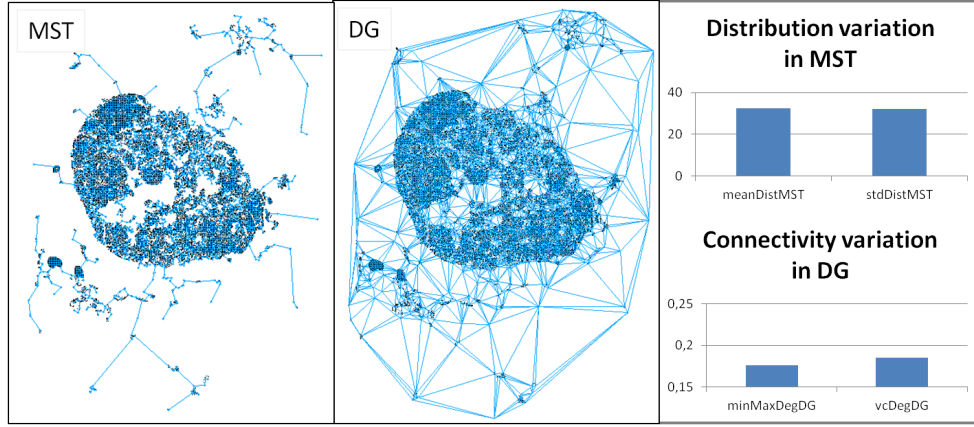 MST
DG
Distribution variation
in MST
40
20
0
meanDistMST stdDistMST
Connectivity variation
in DG
0,25
0,2
0,15
minMaxDegDG vcDegDG